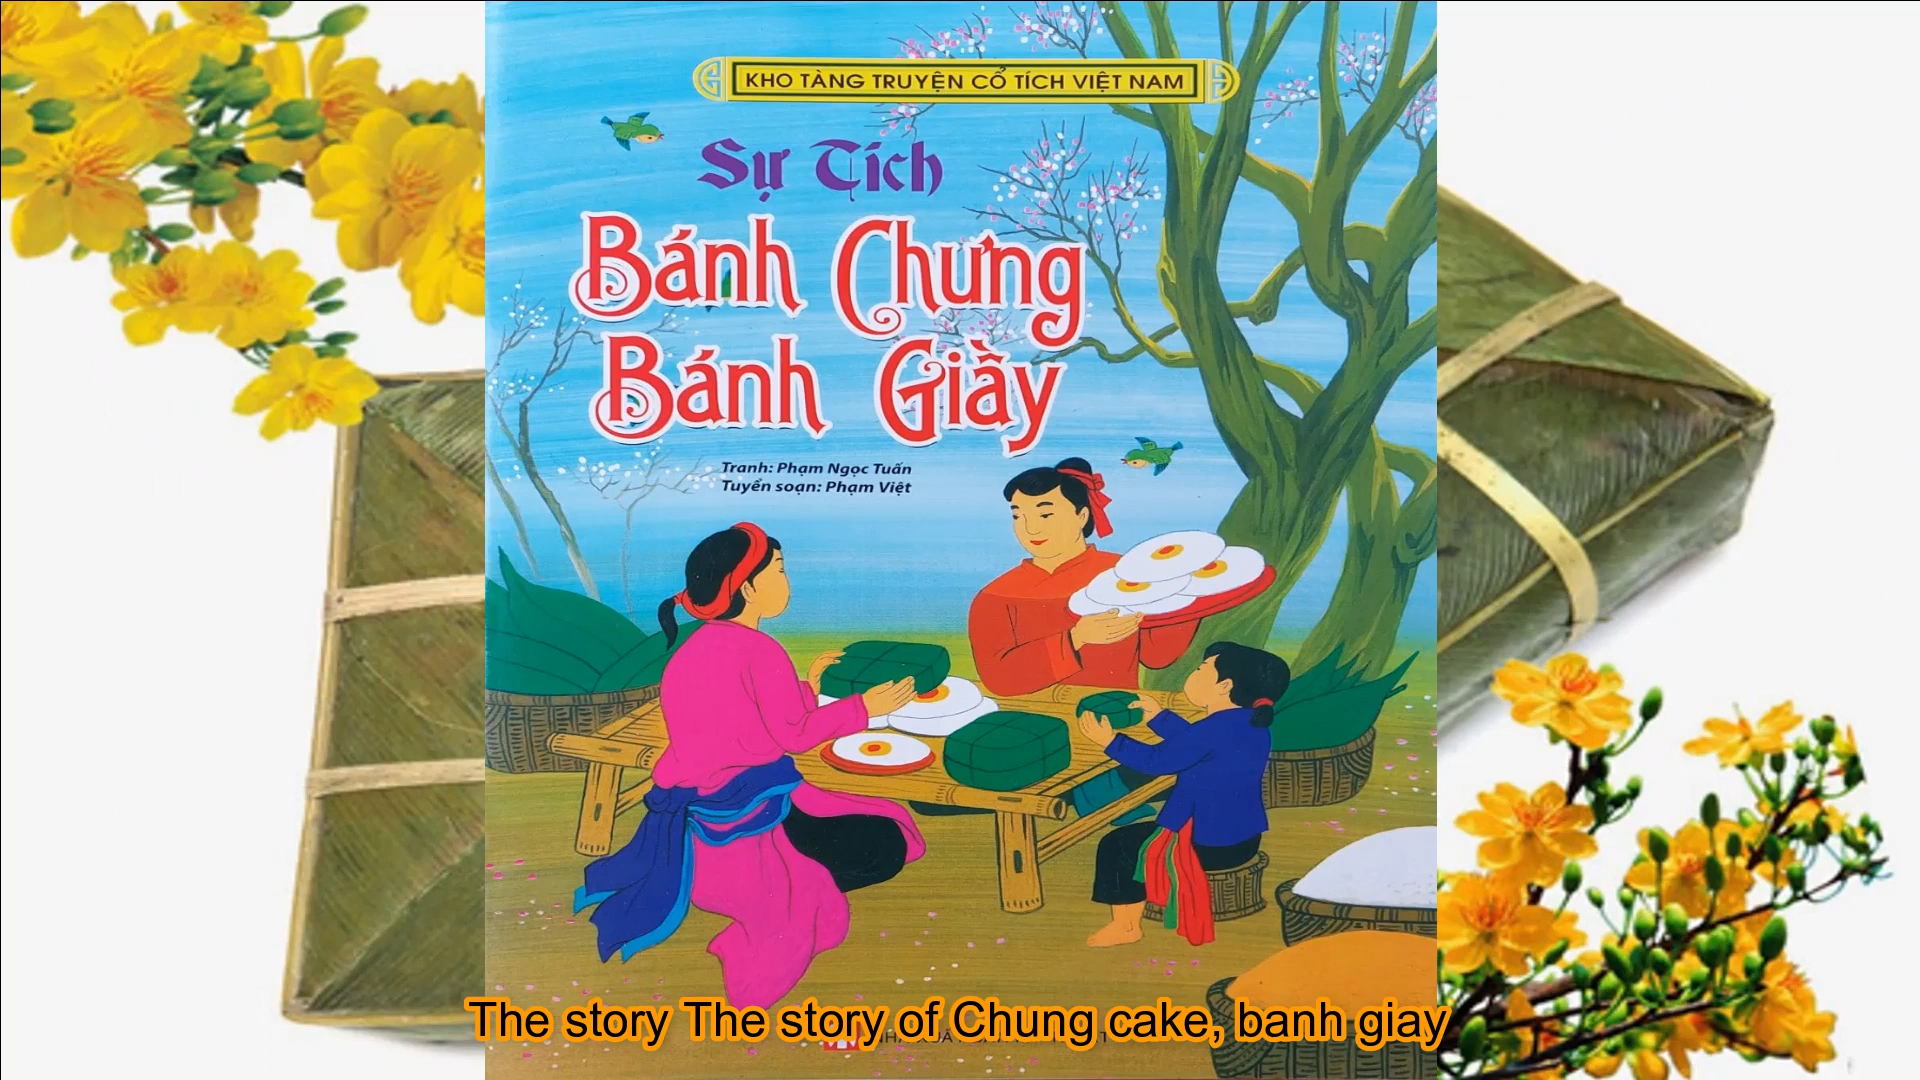 KHO TÀNG TRUYỆN CỔ TÍCH VIỆT NAM
Sự Tích
Bánh Chưng
Bánh Giầy
Tranh: Phạm Ngọc Tuấn
Tuyển soạn: Phạm Việt
The story The story of Chung cake, banh giay